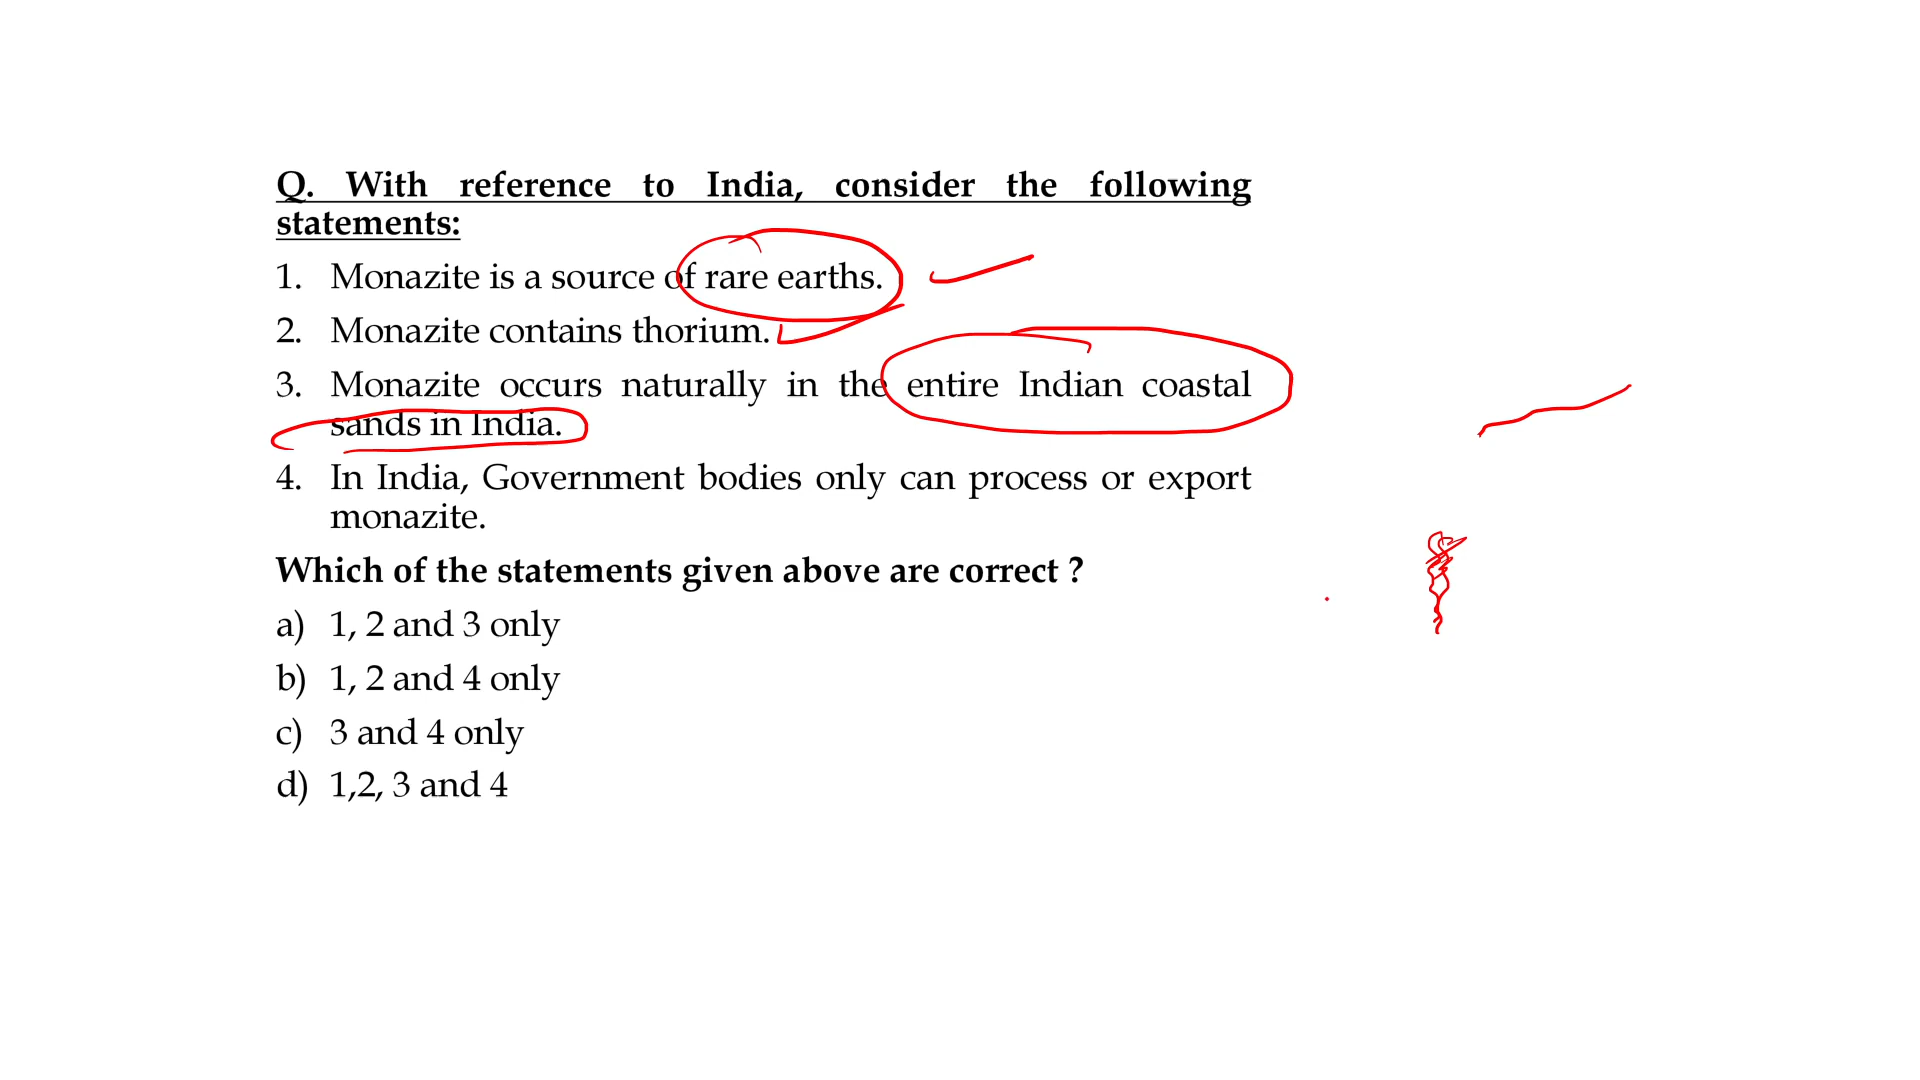 Q. With reference to India, consider the following
statements:
1. Monazite is a source of rare earths.
2. Monazite contains thorium.
3. Monazite occurs naturally in the entire Indian coastal
sands in India.
4. In India, Government bodies only can process or export
monazite.
Which of the statements given above are correct ?
a) 1, 2 and 3 only
b) 1, 2 and 4 only
c) 3 and 4 only
d) 1,2, 3 and 4